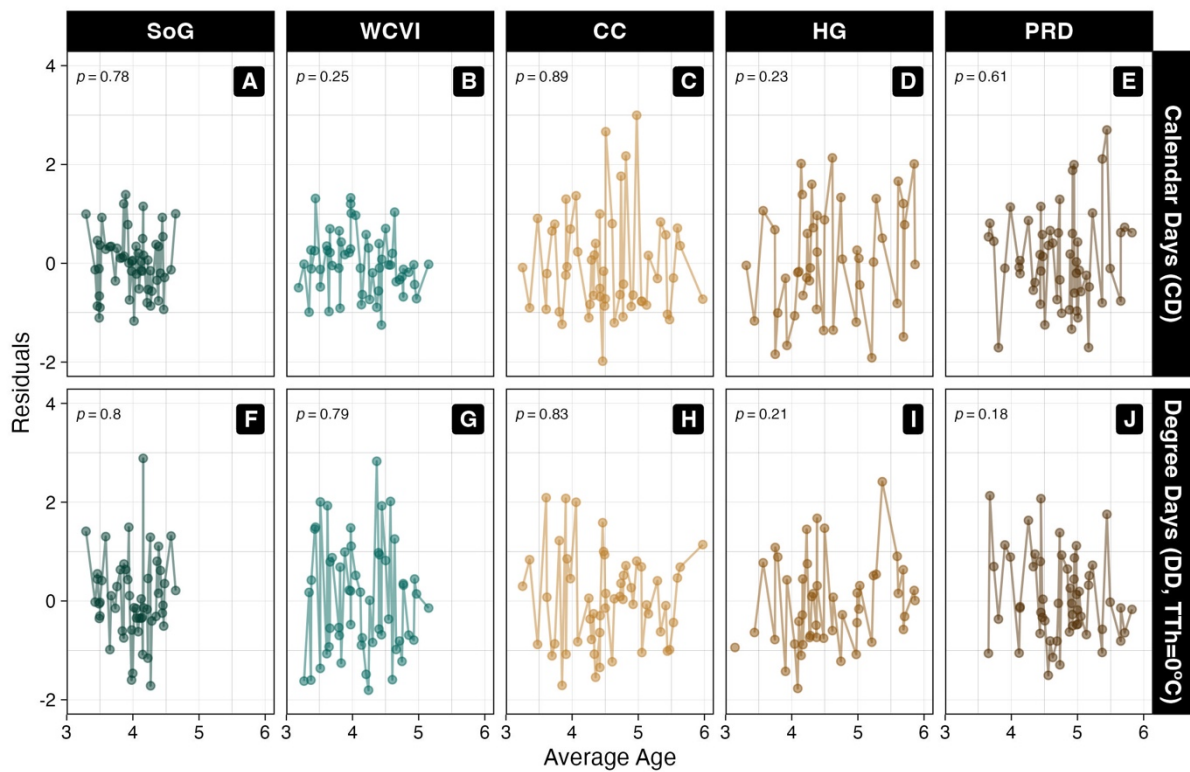 SoG WCVI CC HG PRD
4 p = 0.78 A p = 0.25 B p = 0.89 C p = 0.23 D p = 0.61 E
2
0
-2
Calendar Days (CD)
Residuals
4 p = 0.8 F p = 0.79 G p = 0.83 H p = 0.21 I p = 0.18 J
2
0
-2
Degree Days (DD, TTh=0°C)
3 4 5 6 3 4 5 6 3 4 5 6 3 4 5 6 3 4 5 6
Average Age